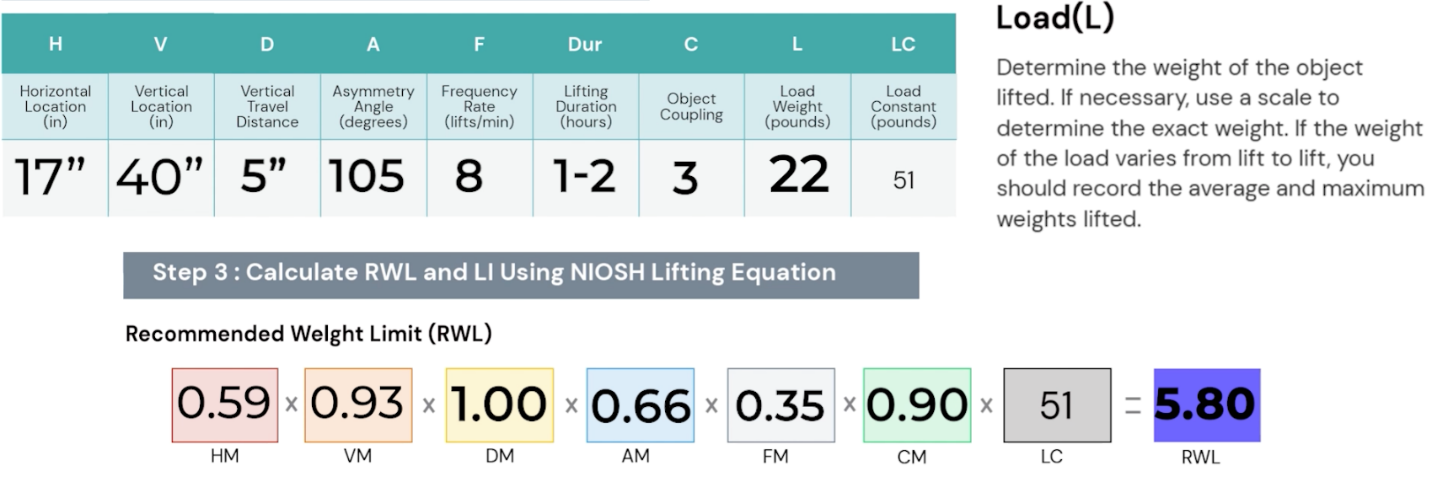 H V D A F Dur C L LC
Horizontal Location (in) Vertical Location (in) Vertical Travel Distance Asymmetry Angle (degrees) Frequency Rate (lifts/min) Lifting Duration (hours) Object Coupling Load Weight (pounds) Load Constant (pounds)
17” 40” 5” 105 8 1-2 3 22 51
Load(L)
Determine the weight of the object
lifted. If necessary, use a scale to
determine the exact weight. If the weight
of the load varies from lift to lift, you
should record the average and maximum
weights lifted.
Step 3 : Calculate RWL and LI Using NIOSH Lifting Equation
Recommended Weight Limit (RWL)
0.59 x 0.93 x 1.00 x 0.66 x 0.35 x 0.90 x 51 = 5.80
HM VM DM AM FM CM LC RWL